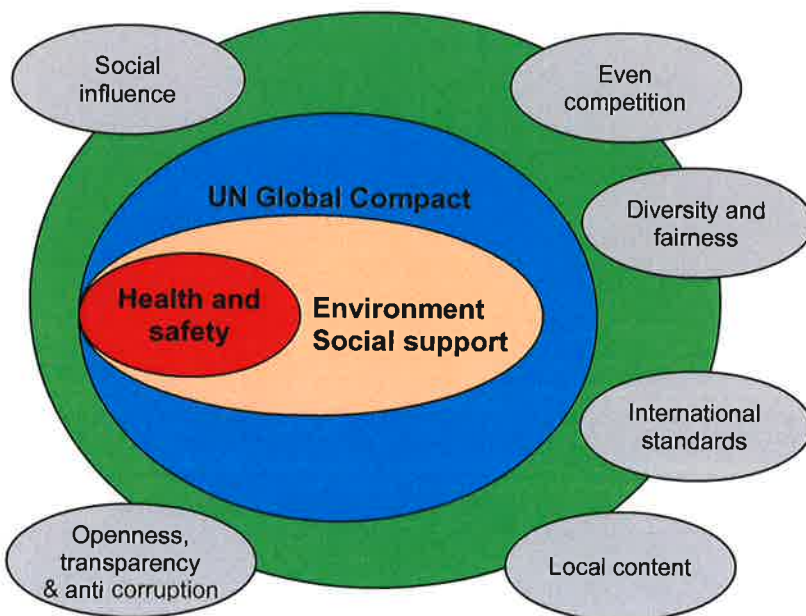 Social
influence
Even
competition
UN Global Compact
Diversity and
fairness
Health and
safety
Environment
Social support
International
standards
Openness,
transparency
& anti corruption
Local content